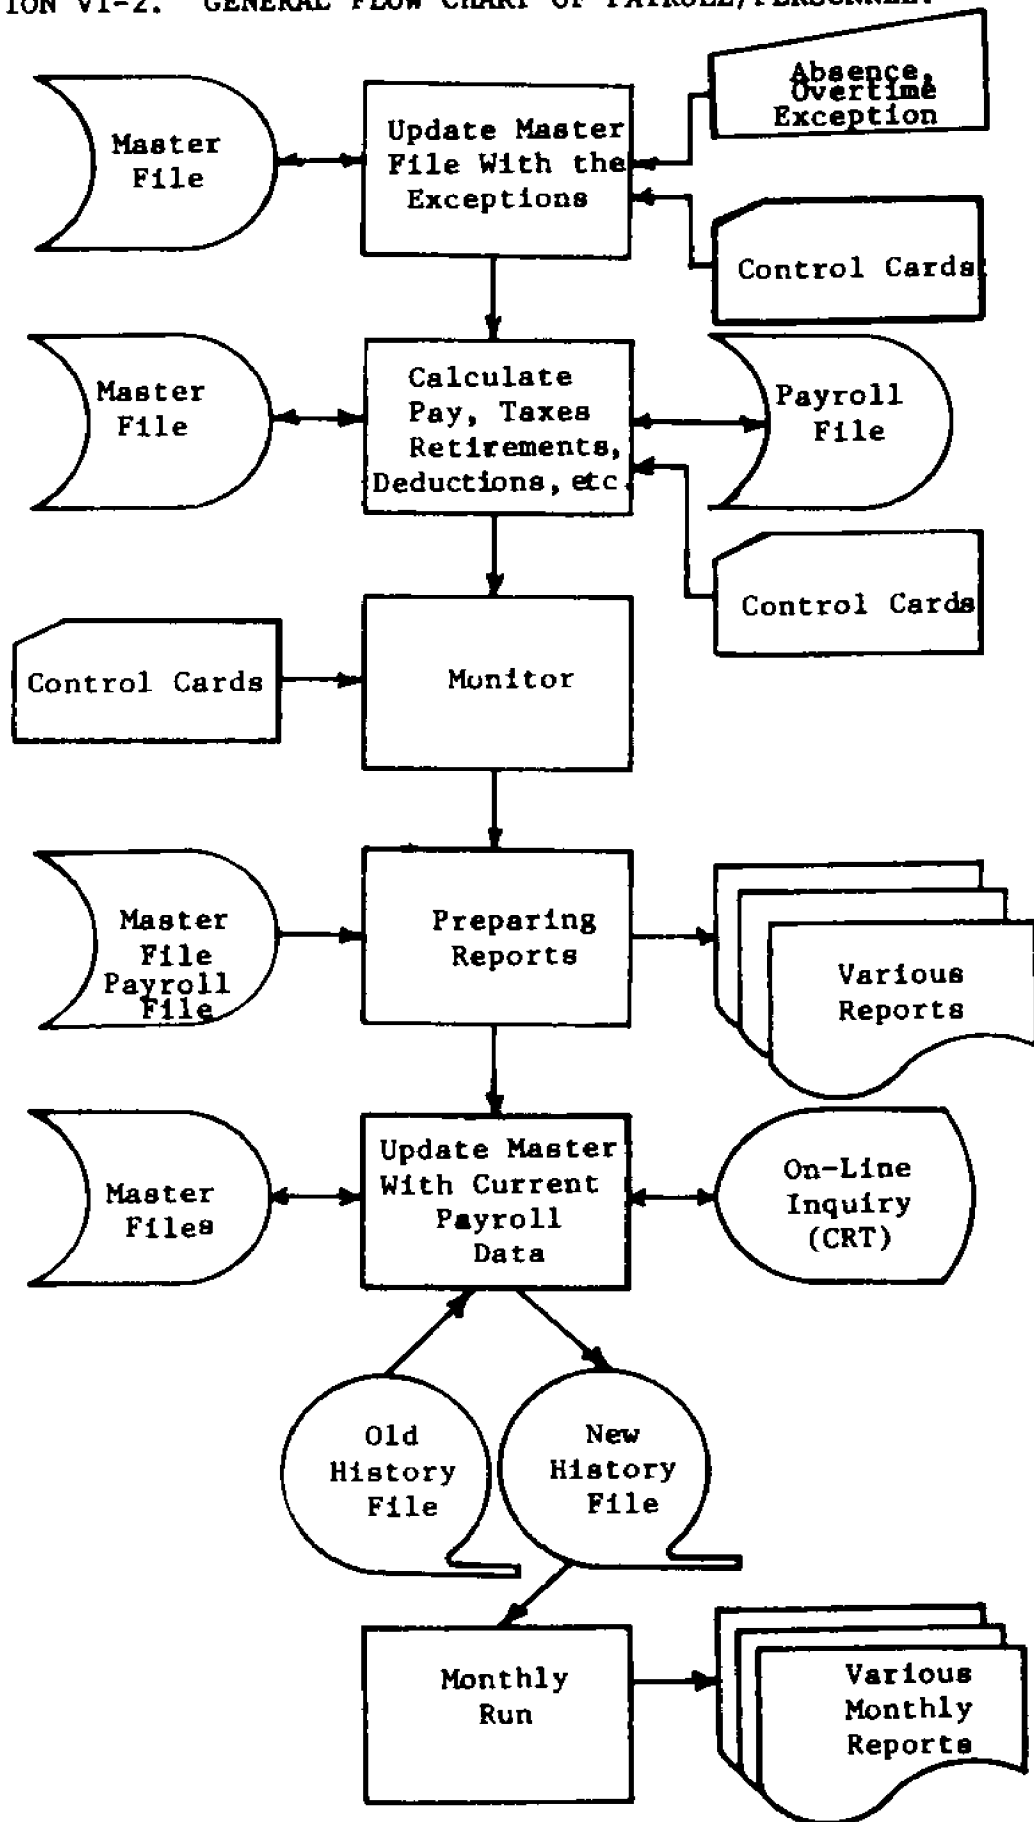 ION VI-2. GENERAL FLOW CHART OF PAYROLL/PERSONNEL.
Absence,
Overtime
Exception
Master
File
Update Master
File With the
Exceptions
Control Cards
Master
File
Calculate
Pay, Taxes
Retirements,
Deductions, etc.
Payroll
File
Control Cards
Control Cards
Monitor
Master
File
Payroll
File
Preparing
Reports
Various
Reports
Master
Files
Update Master
With Current
Payroll
Data
On-Line
Inquiry
(CRT)
Old
History
File
New
History
File
Monthly
Run
Various
Monthly
Reports